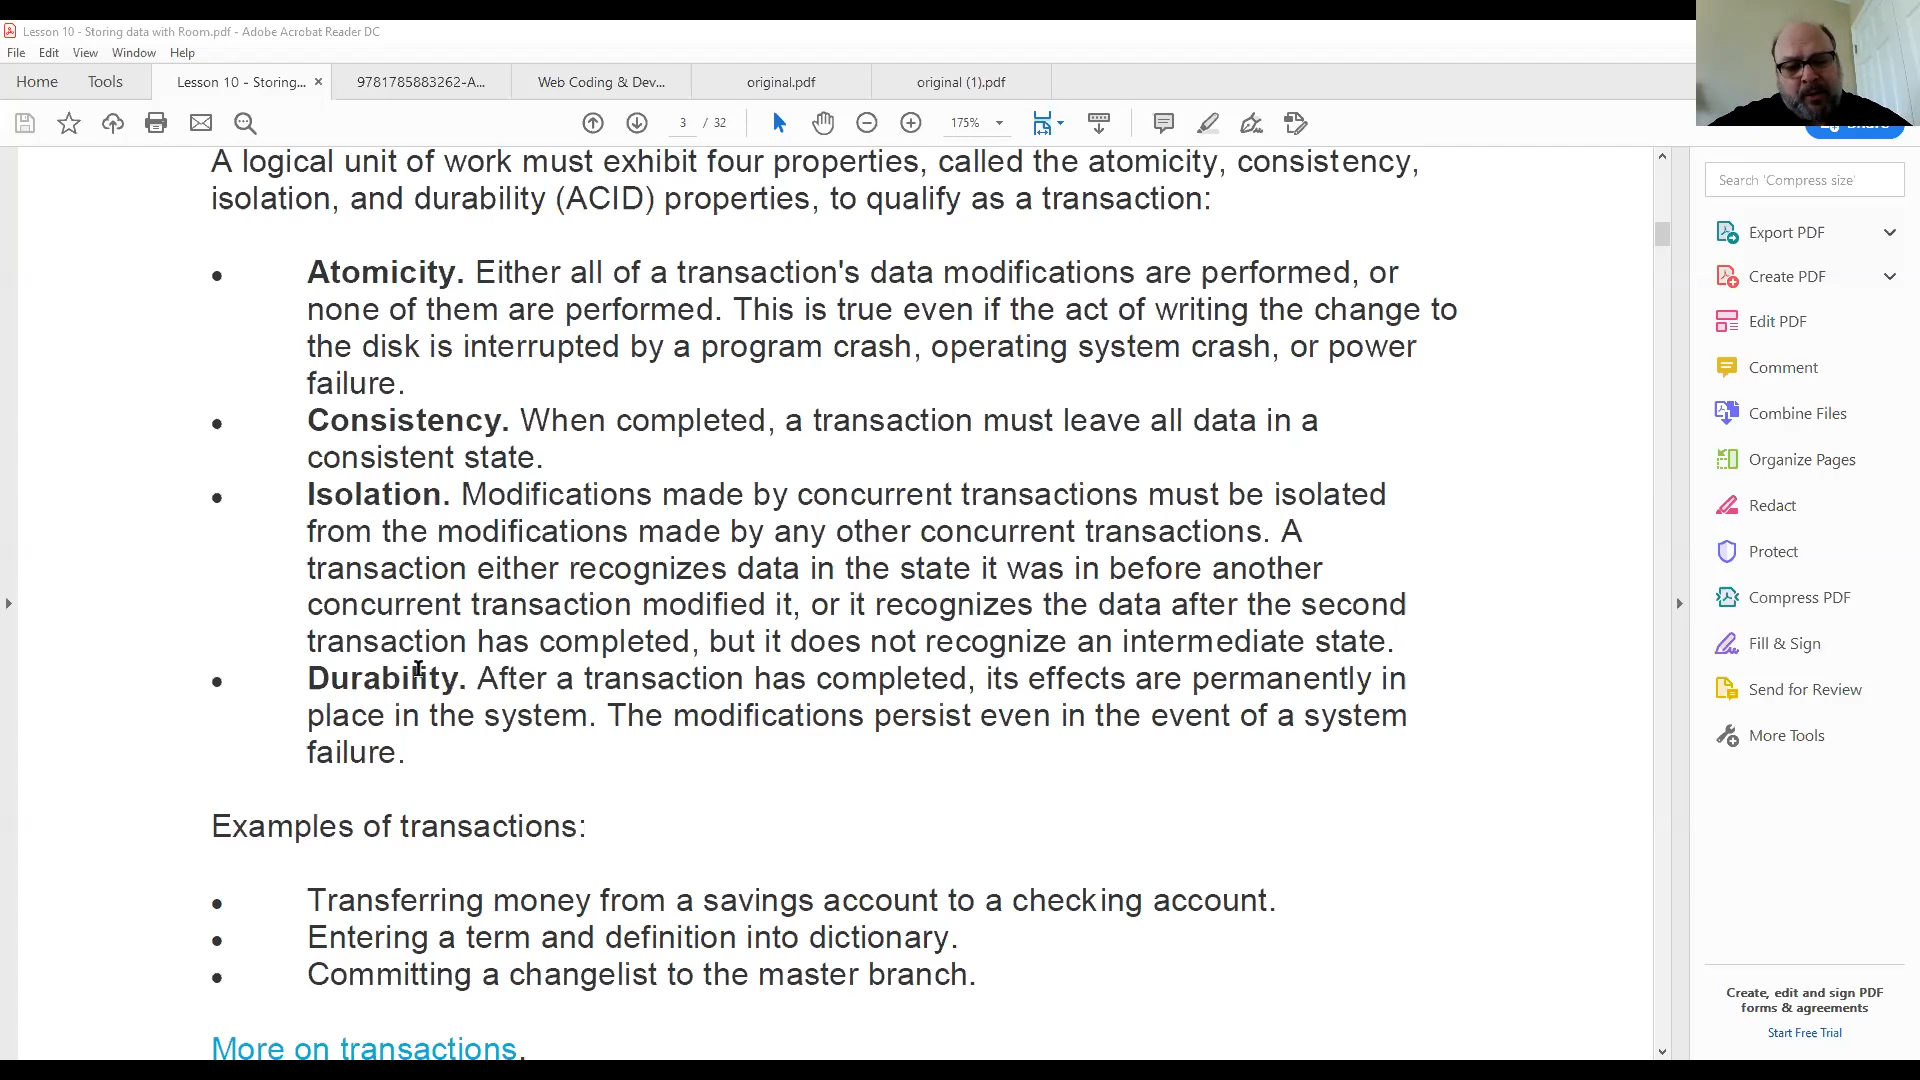 Lesson 10 - Storing data with Room.pdf - Adobe Acrobat Reader DC
File Edit View Window Help
Home Tools Lesson 10 - Storing... × 9781785883262-A... Web Coding & Dev... original.pdf original (1).pdf
3 / 32 175%
Share
A logical unit of work must exhibit four properties, called the atomicity, consistency,
isolation, and durability (ACID) properties, to qualify as a transaction:
• Atomicity. Either all of a transaction's data modifications are performed, or
none of them are performed. This is true even if the act of writing the change to
the disk is interrupted by a program crash, operating system crash, or power
failure.
• Consistency. When completed, a transaction must leave all data in a
consistent state.
• Isolation. Modifications made by concurrent transactions must be isolated
from the modifications made by any other concurrent transactions. A
transaction either recognizes data in the state it was in before another
concurrent transaction modified it, or it recognizes the data after the second
transaction has completed, but it does not recognize an intermediate state.
• Durability. After a transaction has completed, its effects are permanently in
place in the system. The modifications persist even in the event of a system
failure.
Examples of transactions:
• Transferring money from a savings account to a checking account.
• Entering a term and definition into dictionary.
• Committing a changelist to the master branch.
More on transactions.
Search 'Compress size'
Export PDF
Create PDF
Edit PDF
Comment
Combine Files
Organize Pages
Redact
Protect
Compress PDF
Fill & Sign
Send for Review
More Tools
Create, edit and sign PDF
forms & agreements
Start Free Trial